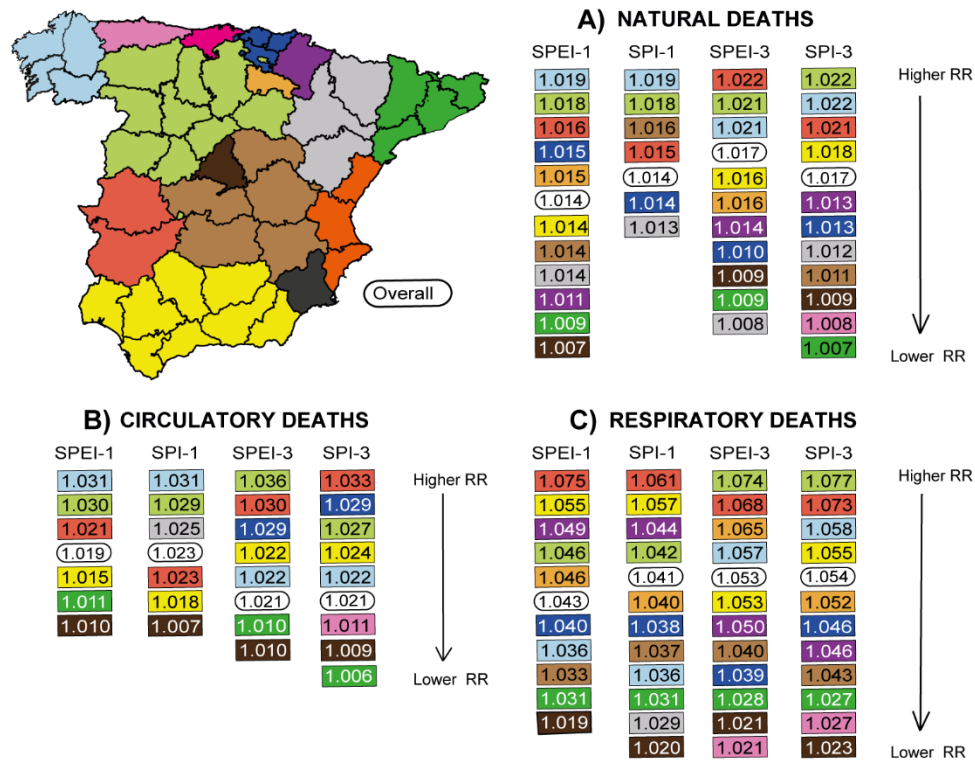 A) NATURAL DEATHS
SPEI-1 SPI-1 SPEI-3 SPI-3
1.019 1.019 1.022 1.022
1.018 1.018 1.021 1.022
1.016 1.016 1.021 1.021
1.015 1.015 1.017 1.018
1.015 1.014 1.016 1.017
1.014 1.014 1.016 1.013
1.014 1.013 1.014 1.013
1.014 1.010 1.012
1.014 1.009 1.011
1.011 1.009 1.009
1.009 1.008 1.008
1.007 1.007
Higher RR
Lower RR
Overall
B) CIRCULATORY DEATHS
SPEI-1 SPI-1 SPEI-3 SPI-3
1.031 1.031 1.036 1.033
1.030 1.029 1.030 1.029
1.021 1.025 1.029 1.027
1.019 1.023 1.022 1.024
1.015 1.023 1.022 1.022
1.011 1.018 1.021 1.021
1.010 1.007 1.010 1.011
1.010 1.009
1.006
Higher RR
Lower RR
C) RESPIRATORY DEATHS
SPEI-1 SPI-1 SPEI-3 SPI-3
1.075 1.061 1.074 1.077
1.055 1.057 1.068 1.073
1.049 1.044 1.065 1.058
1.046 1.042 1.057 1.055
1.046 1.041 1.053 1.054
1.043 1.040 1.053 1.052
1.040 1.038 1.050 1.046
1.036 1.037 1.040 1.046
1.033 1.036 1.039 1.043
1.031 1.031 1.028 1.027
1.019 1.029 1.021 1.027
1.020 1.021 1.023
Higher RR
Lower RR